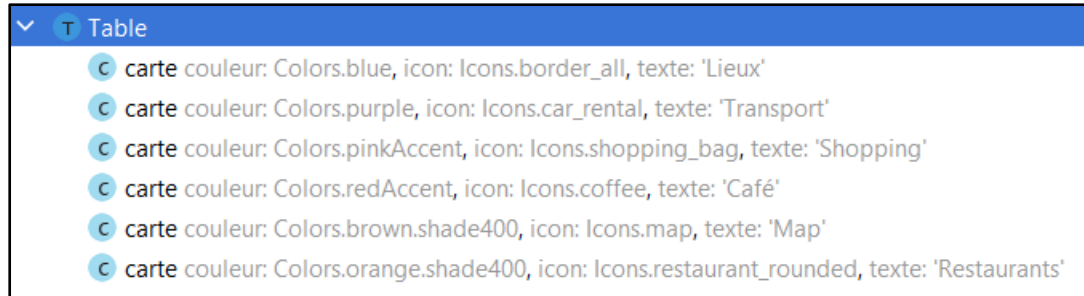 T Table
C carte couleur: Colors.blue, icon: Icons.border_all, texte: 'Lieux'
C carte couleur: Colors.purple, icon: Icons.car_rental, texte: 'Transport'
C carte couleur: Colors.pinkAccent, icon: Icons.shopping_bag, texte: 'Shopping'
C carte couleur: Colors.redAccent, icon: Icons.coffee, texte: 'Café'
C carte couleur: Colors.brown.shade400, icon: Icons.map, texte: 'Map'
C carte couleur: Colors.orange.shade400, icon: Icons.restaurant_rounded, texte: 'Restaurants'